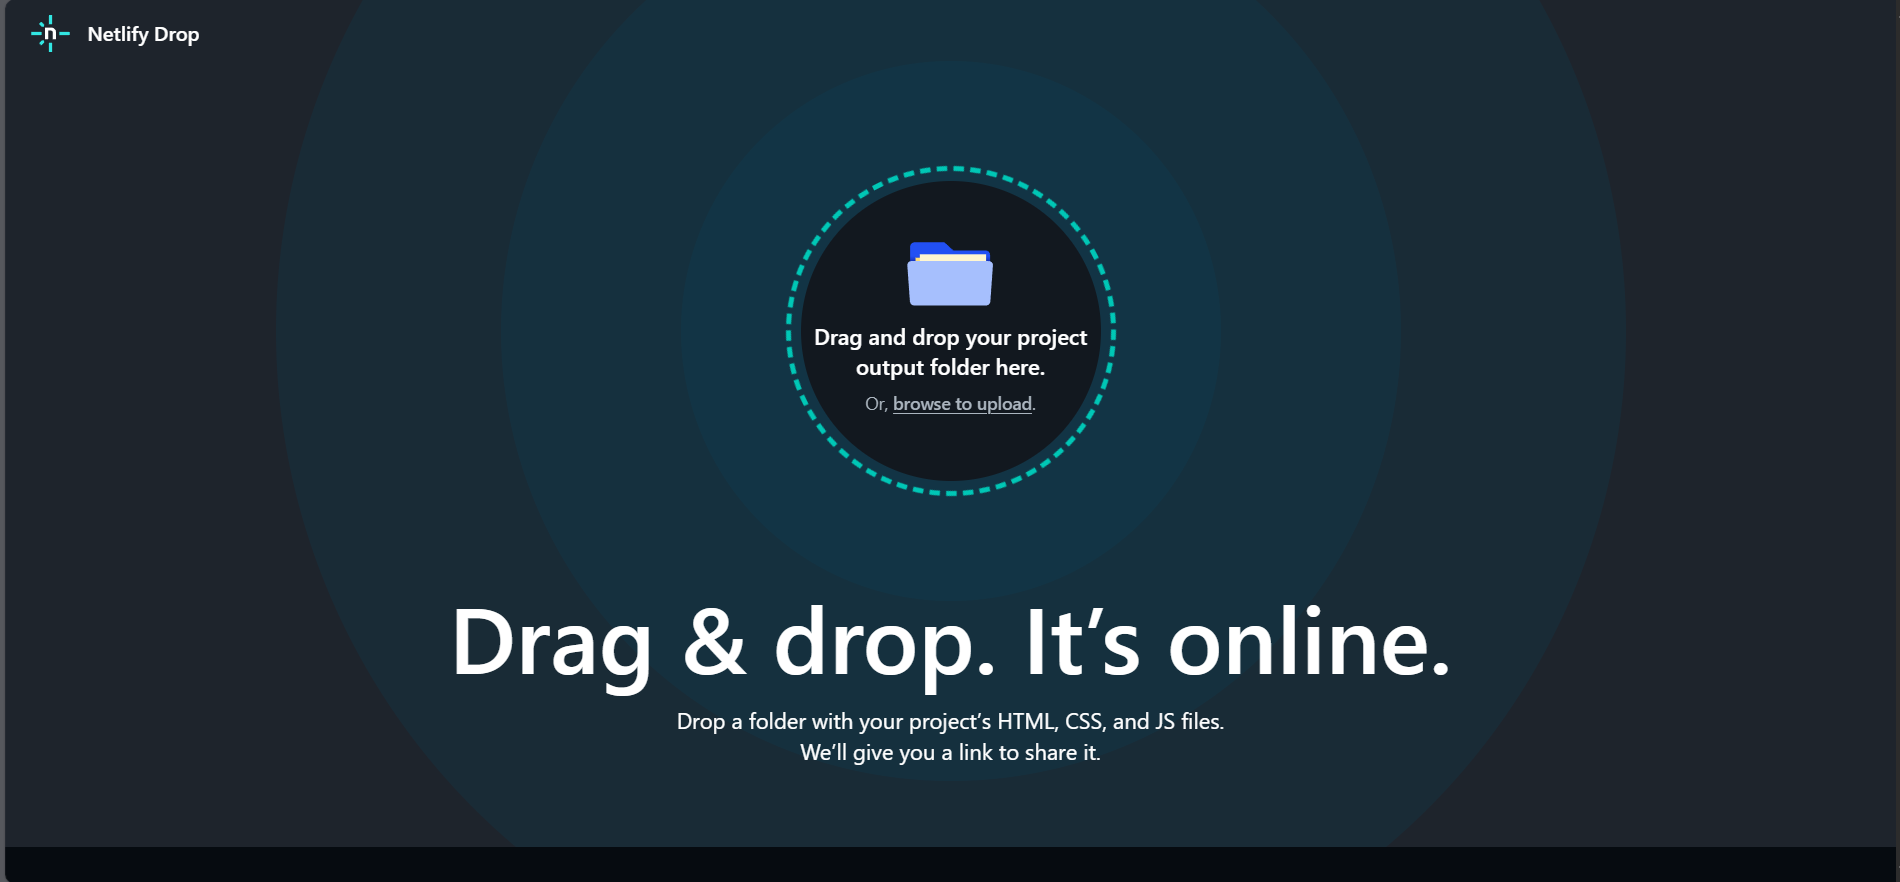 Netlify Drop
Drag and drop your project
output folder here.
Or, browse to upload.
Drag & drop. It’s online.
Drop a folder with your project’s HTML, CSS, and JS files.
We’ll give you a link to share it.